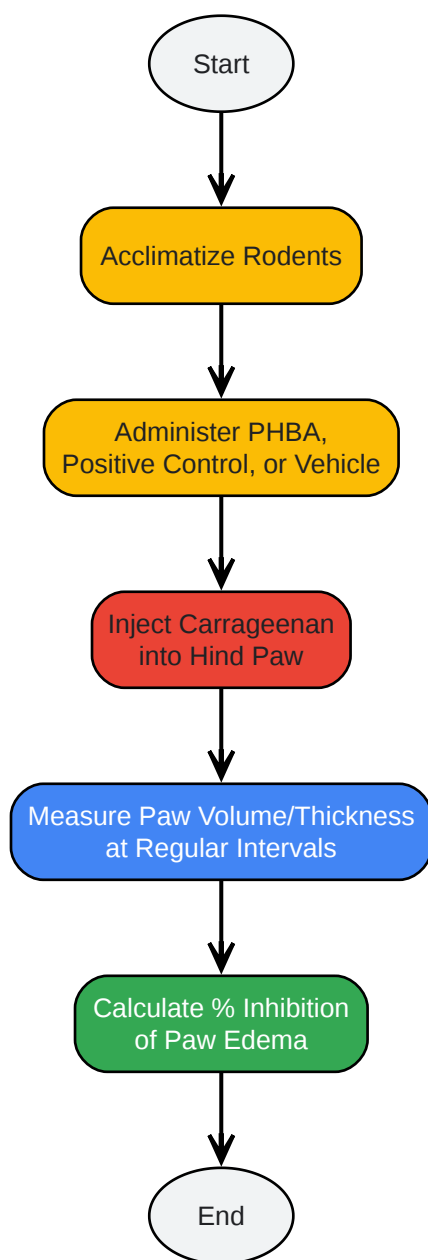 Start
Acclimatize Rodents
Administer PHBA,
Positive Control, or Vehicle
Inject Carrageenan
into Hind Paw
Measure Paw Volume/Thickness
at Regular Intervals
Calculate % Inhibition
of Paw Edema
End